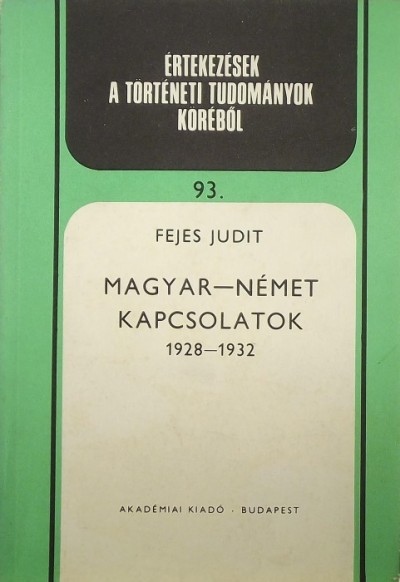 ÉRTEKEZÉSEK
A TÖRTÉNETI TUDOMÁNYOK
KÖRÉBŐL
93.
FEJES JUDIT
MAGYAR—NÉMET
KAPCSOLATOK
1928—1932
AKADÉMIAI KIADÓ · BUDAPEST